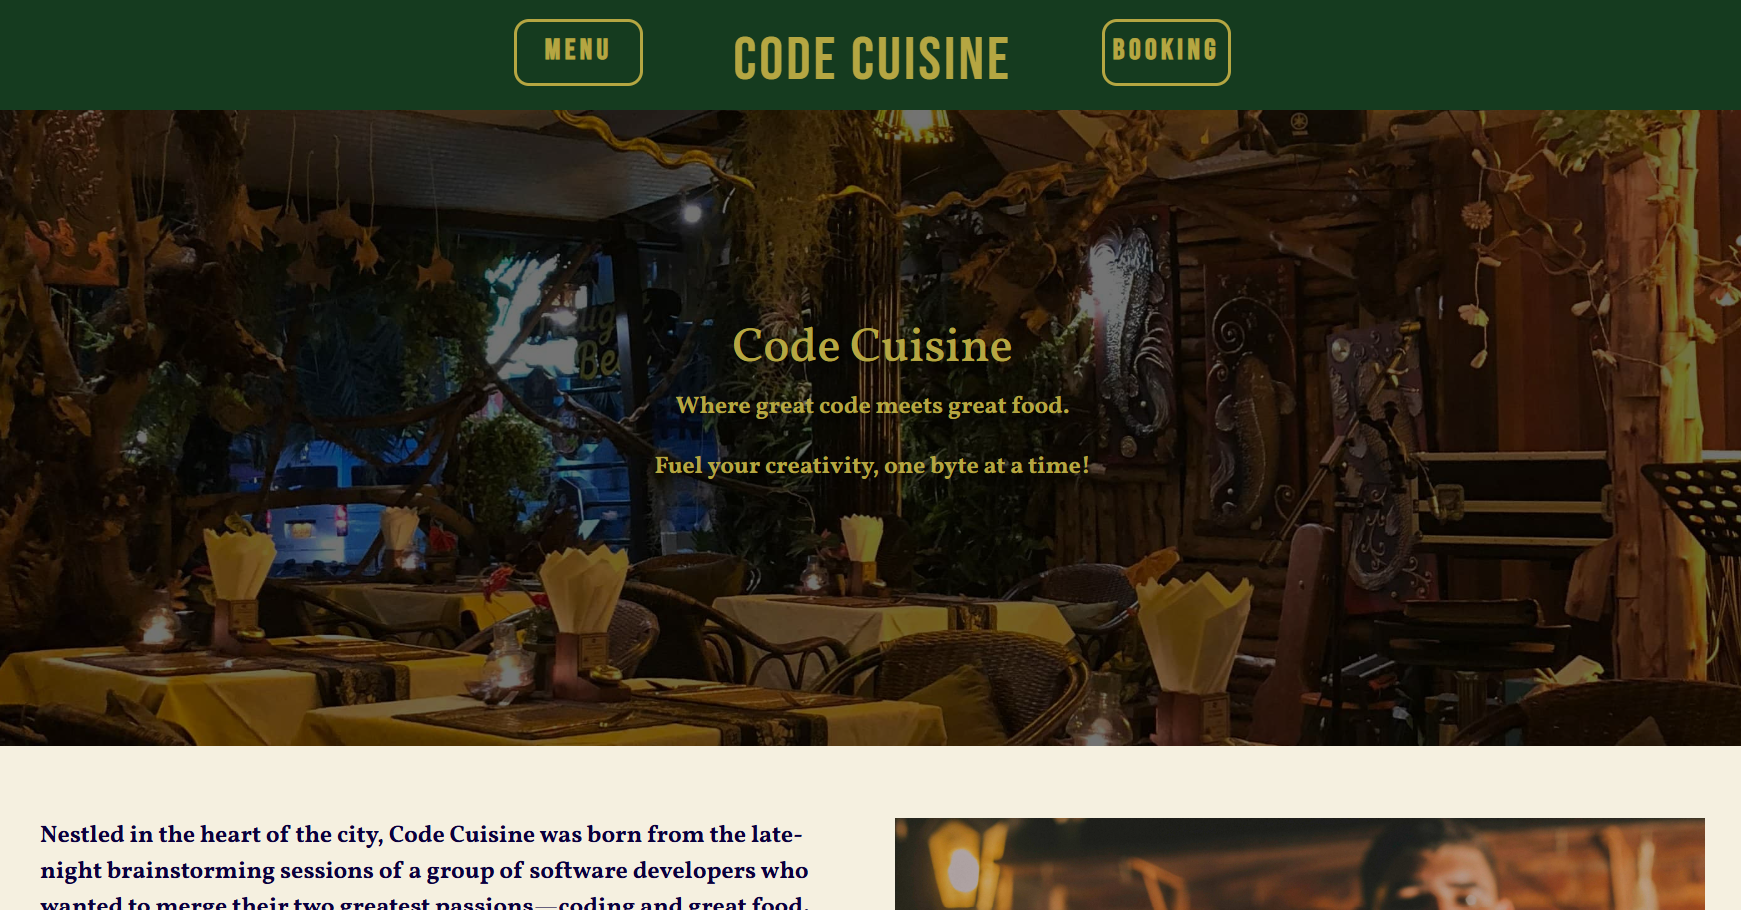 MENU
CODE CUISINE
BOOKING
Code Cuisine
Where great code meets great food.
Fuel your creativity, one byte at a time!
Nestled in the heart of the city, Code Cuisine was born from the late-
night brainstorming sessions of a group of software developers who
wanted to merge their two greatest passions—coding and great food.